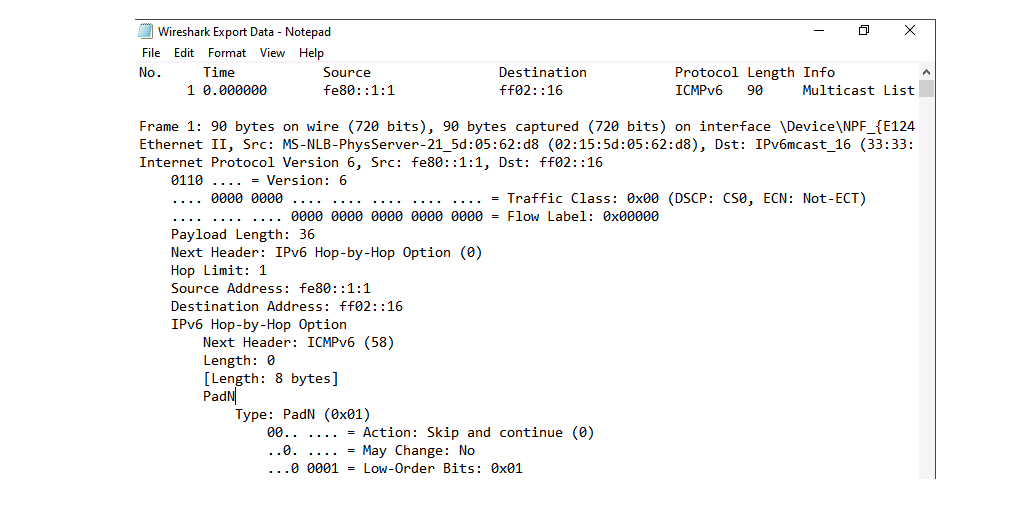 Wireshark Export Data - Notepad
File Edit Format View Help
No. Time Source Destination Protocol Length Info
1 0.000000 fe80::1:1 ff02::16 ICMPv6 90 Multicast List
Frame 1: 90 bytes on wire (720 bits), 90 bytes captured (720 bits) on interface \Device\NPF_{E124
Ethernet II, Src: MS-NLB-PhysServer-21_5d:05:62:d8 (02:15:5d:05:62:d8), Dst: IPv6mcast_16 (33:33:
Internet Protocol Version 6, Src: fe80::1:1, Dst: ff02::16
0110 .... = Version: 6
.... 0000 0000 .... .... .... .... .... = Traffic Class: 0x00 (DSCP: CS0, ECN: Not-ECT)
.... .... .... 0000 0000 0000 0000 0000 = Flow Label: 0x00000
Payload Length: 36
Next Header: IPv6 Hop-by-Hop Option (0)
Hop Limit: 1
Source Address: fe80::1:1
Destination Address: ff02::16
IPv6 Hop-by-Hop Option
Next Header: ICMPv6 (58)
Length: 0
[Length: 8 bytes]
PadN
Type: PadN (0x01)
00.. .... = Action: Skip and continue (0)
..0. .... = May Change: No
...0 0001 = Low-Order Bits: 0x01